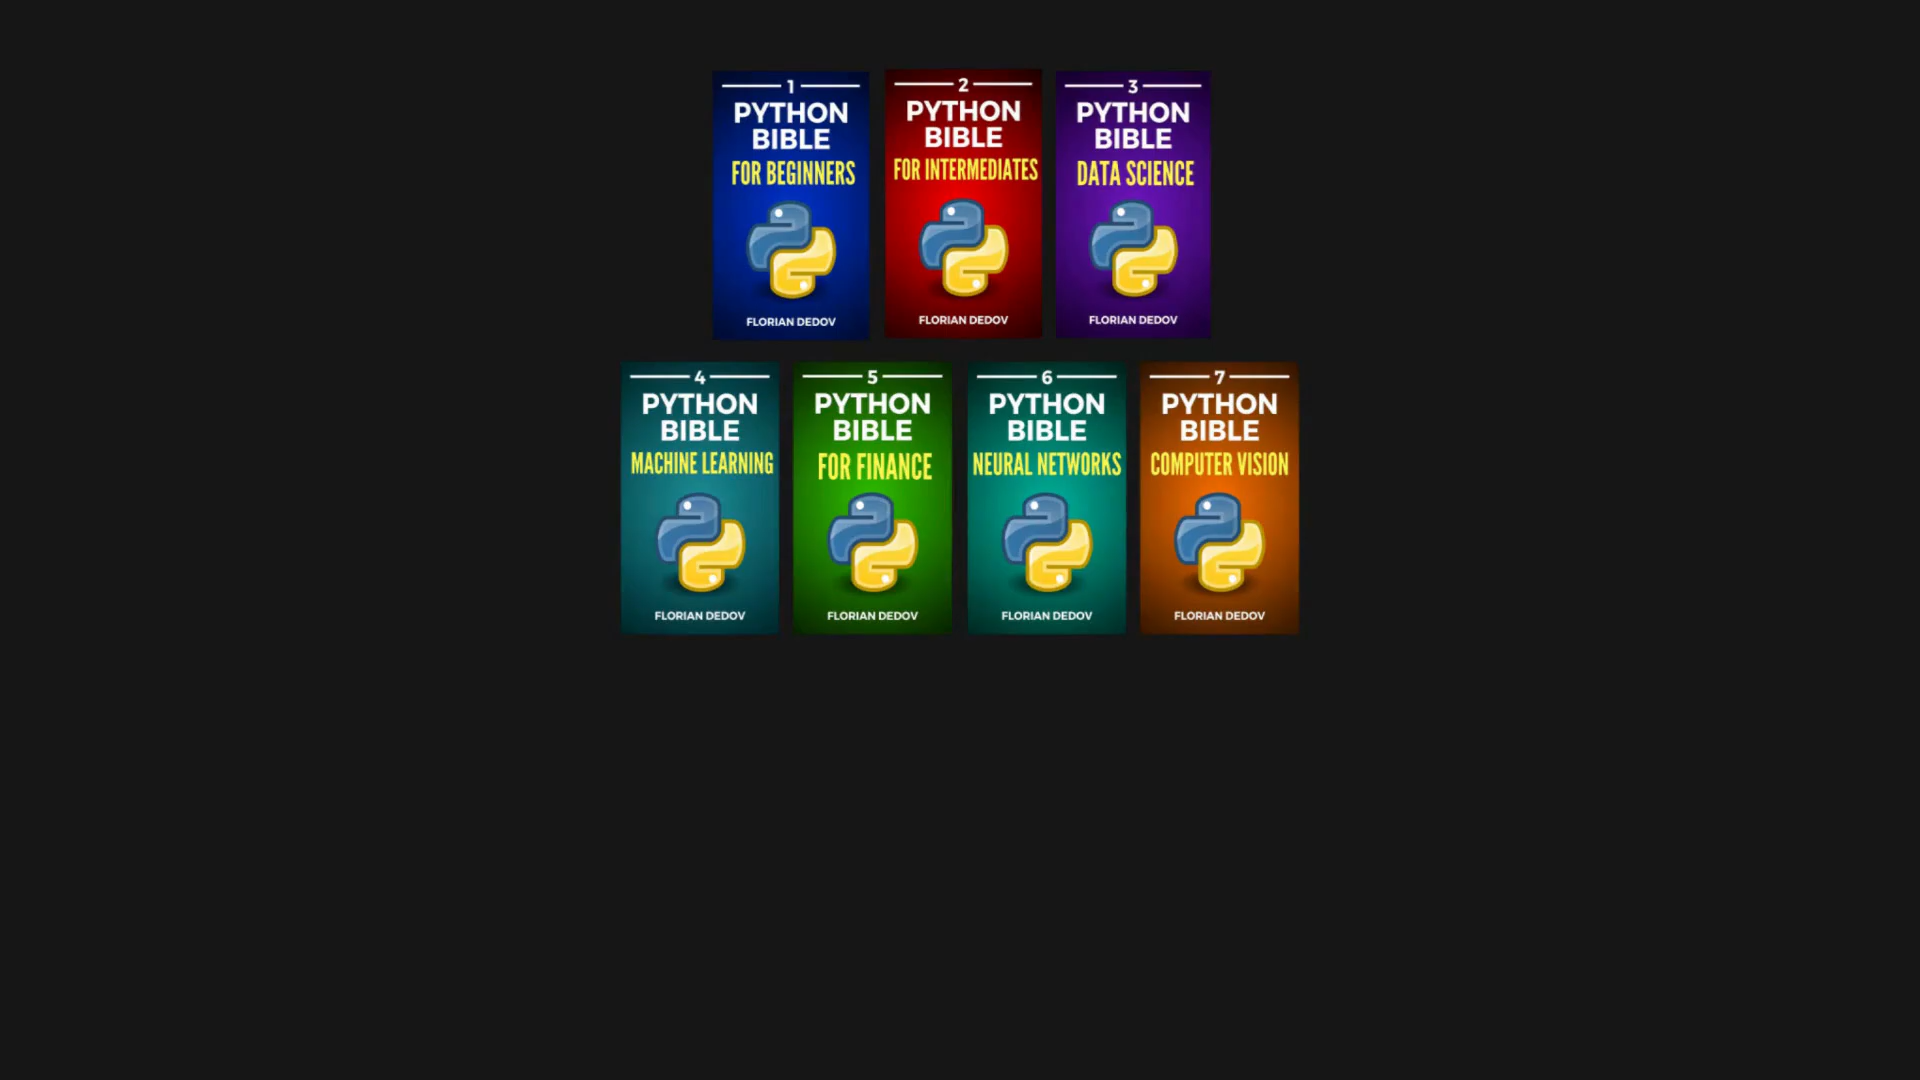 1
PYTHON
BIBLE
FOR BEGINNERS
FLORIAN DEDOV
2
PYTHON
BIBLE
FOR INTERMEDIATES
FLORIAN DEDOV
3
PYTHON
BIBLE
DATA SCIENCE
FLORIAN DEDOV
4
PYTHON
BIBLE
MACHINE LEARNING
FLORIAN DEDOV
5
PYTHON
BIBLE
FOR FINANCE
FLORIAN DEDOV
6
PYTHON
BIBLE
NEURAL NETWORKS
FLORIAN DEDOV
7
PYTHON
BIBLE
COMPUTER VISION
FLORIAN DEDOV